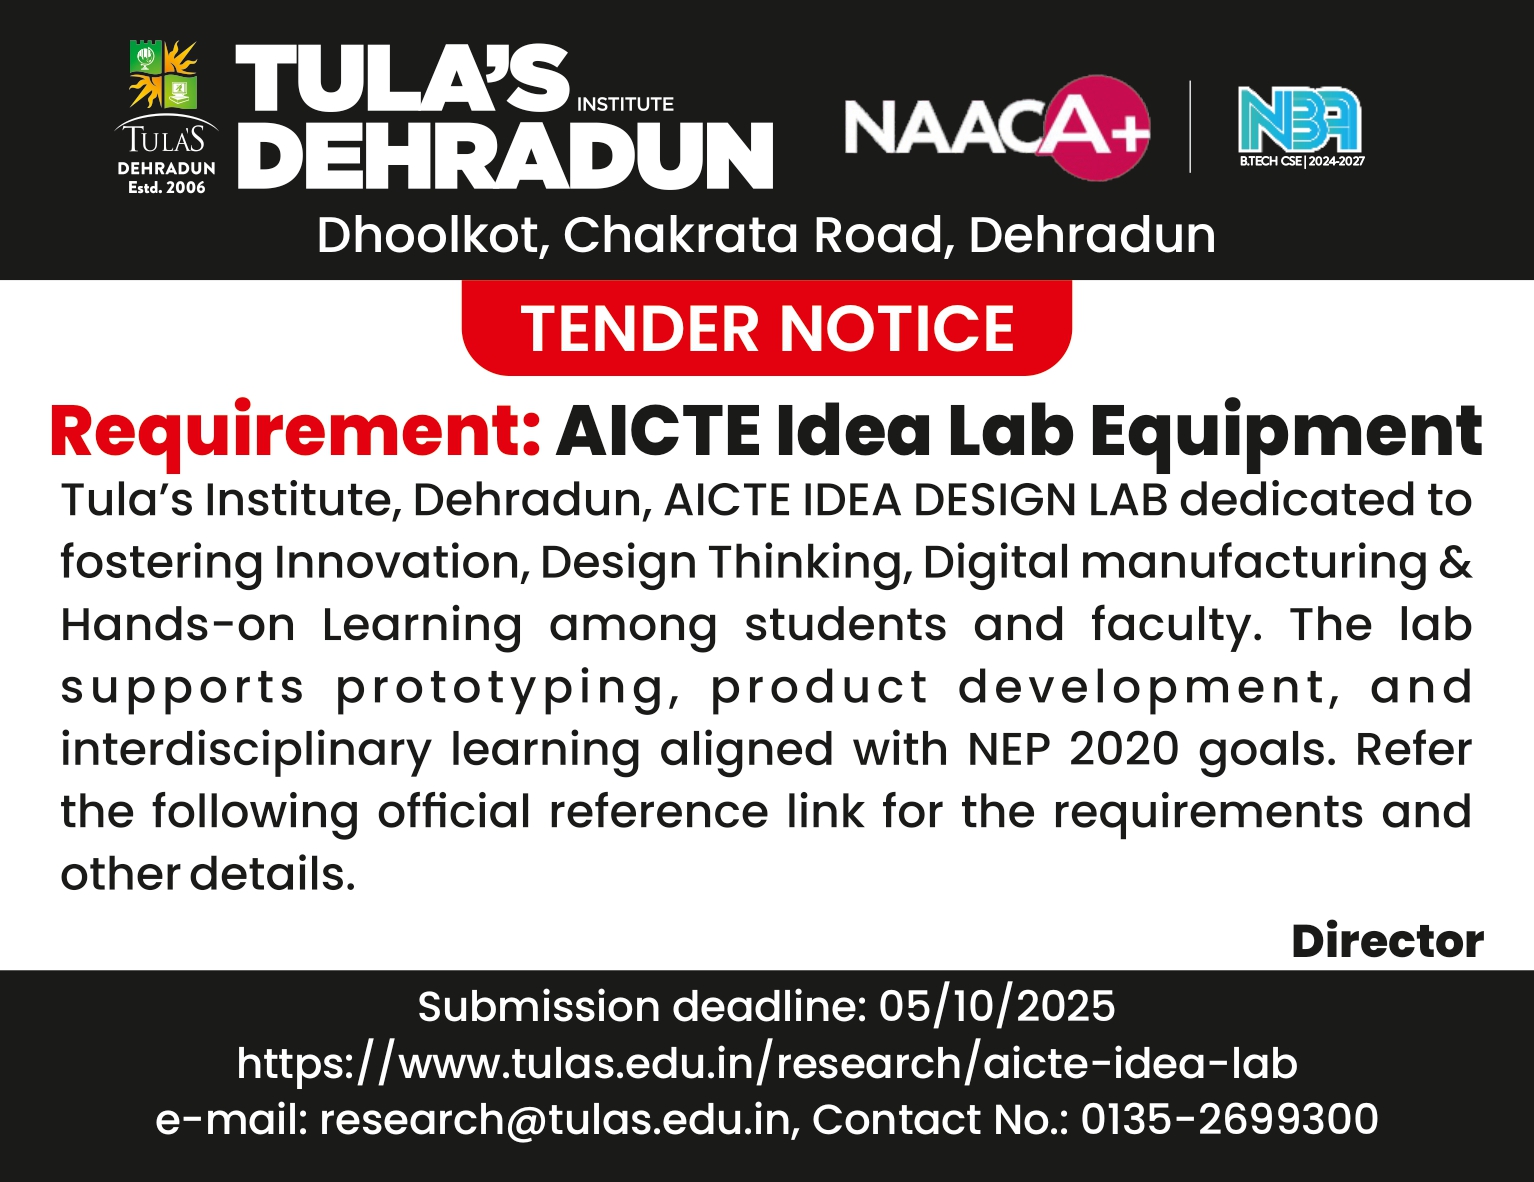 TULA'S
DEHRADUN
Estd. 2006
TULA'S INSTITUTE
DEHRADUN
NAAC A+
NBA
B.TECH CSE | 2024-2027
Dhoolkot, Chakrata Road, Dehradun
TENDER NOTICE
Requirement: AICTE Idea Lab Equipment
Tula's Institute, Dehradun, AICTE IDEA DESIGN LAB dedicated to
fostering Innovation, Design Thinking, Digital manufacturing &
Hands-on Learning among students and faculty. The lab
supports prototyping, product development, and
interdisciplinary learning aligned with NEP 2020 goals. Refer
the following official reference link for the requirements and
other details.
Director
Submission deadline: 05/10/2025
https://www.tulas.edu.in/research/aicte-idea-lab
e-mail: research@tulas.edu.in, Contact No.: 0135-2699300